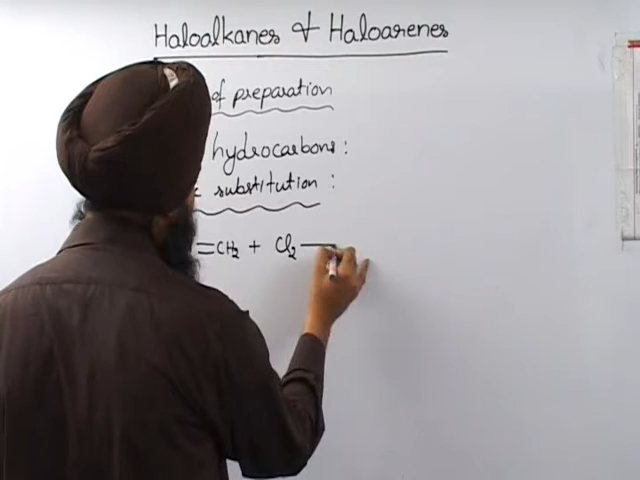 Haloalkanes & Haloarenes
of preparation
hydrocarbons:
substitution :
=CH₂ + Cl₂ —